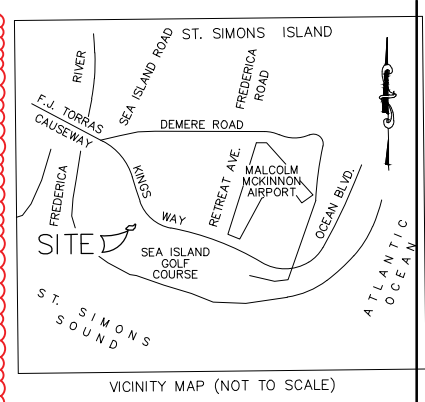 ST. SIMONS ISLAND
RIVER
SEA ISLAND ROAD
FREDERICA
ROAD
F.J. TORRAS
CAUSEWAY
DEMERE ROAD
FREDERICA
KINGS
WAY
RETREAT AVE.
MALCOLM
MCKINNON
AIRPORT
OCEAN BLVD.
SITE
SEA ISLAND
GOLF
COURSE
ATLANTIC
OCEAN
ST. SIMONS
SOUND
VICINITY MAP (NOT TO SCALE)